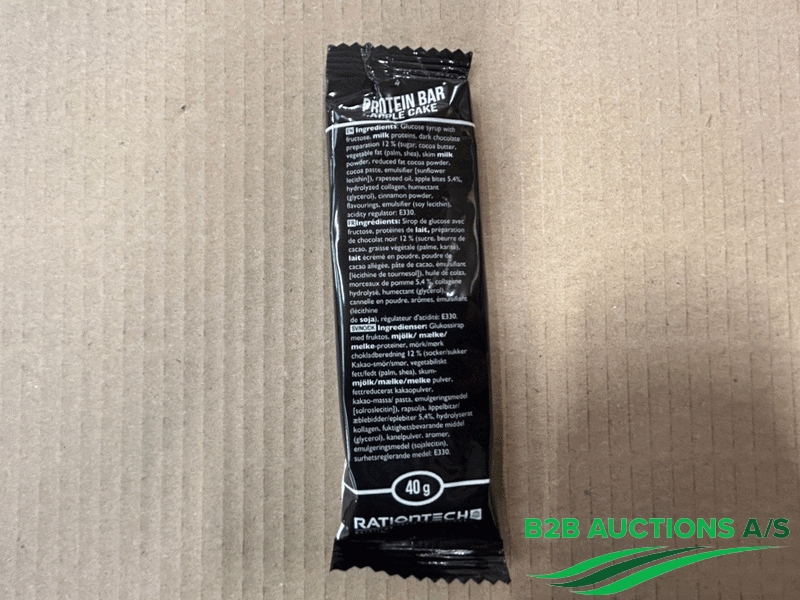 PROTEIN BAR
APPLE CAKE
EN Ingredients: Glucose syrup with
fructose, milk proteins, dark chocolate
preparation 12 % (sugar, cocoa butter,
vegetable fat (palm, shea), skim milk
powder, reduced fat cocoa powder,
cocoa paste, emulsifier [sunflower
lecithin]), rapeseed oil, apple bites 5,4%,
hydrolyzed collagen, humectant
(glycerol), cinnamon powder,
flavourings, emulsifier (soy lecithin),
acidity regulator: E330.
FR Ingrédients: Sirop de glucose avec
fructose, protéines de lait, préparation
de chocolat noir 12 % (sucre, beurre de
cacao, graisse végétale (palme, karité),
lait écrémé en poudre, poudre de
cacao allégée, pâte de cacao, émulsifiant
[lécithine de tournesol]), huile de colza,
morceaux de pomme 5,4 %, collagène
hydrolysé, humectant (glycérol),
cannelle en poudre, arômes, émulsifiant
(lécithine
de soja), régulateur d'acidité: E330.
SV/NO/DK Ingredienser: Glukossirap
med fruktos, mjölk/ mælke/
melke-proteiner, mörk/mørk
chokladberedning 12 % (socker/sukker
Kakao-smör/smør, vegetabiliskt
fett/fedt (palm, shea), skum-
mjölk/mælke/melke pulver,
fettreducerat kakaopulver,
kakao-massa/ pasta, emulgeringsmedel
[solroslecitin]), rapsolja, äppelbitar/
æblebidder/eplebiter 5,4%, hydrolyserat
kollagen, fuktighetsbevarande middel
(glycerol), kanelpulver, aromer,
emulgeringsmedel (sojalecitin),
surhetsreglerande medel: E330.
40 g
RATIONTECH
B2B AUCTIONS A/S